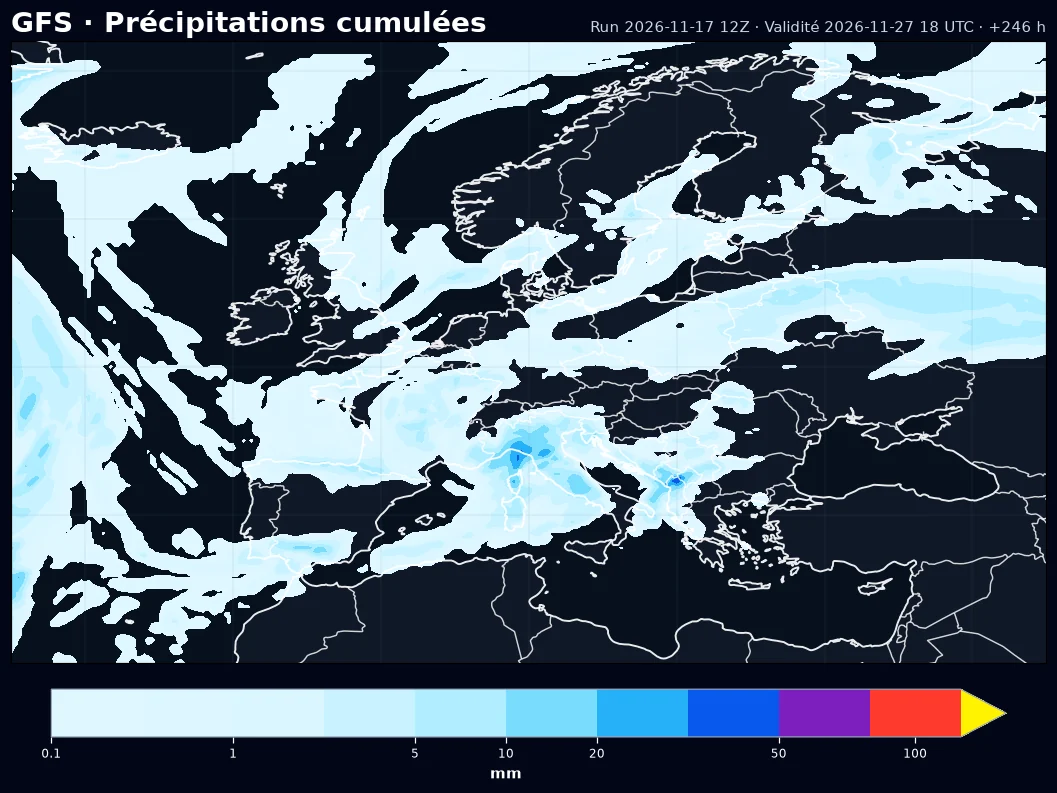 GFS · Précipitations cumulées
Run 2026-11-17 12Z · Validité 2026-11-27 18 UTC · +246 h
0.1 1 5 10 20 50 100
mm